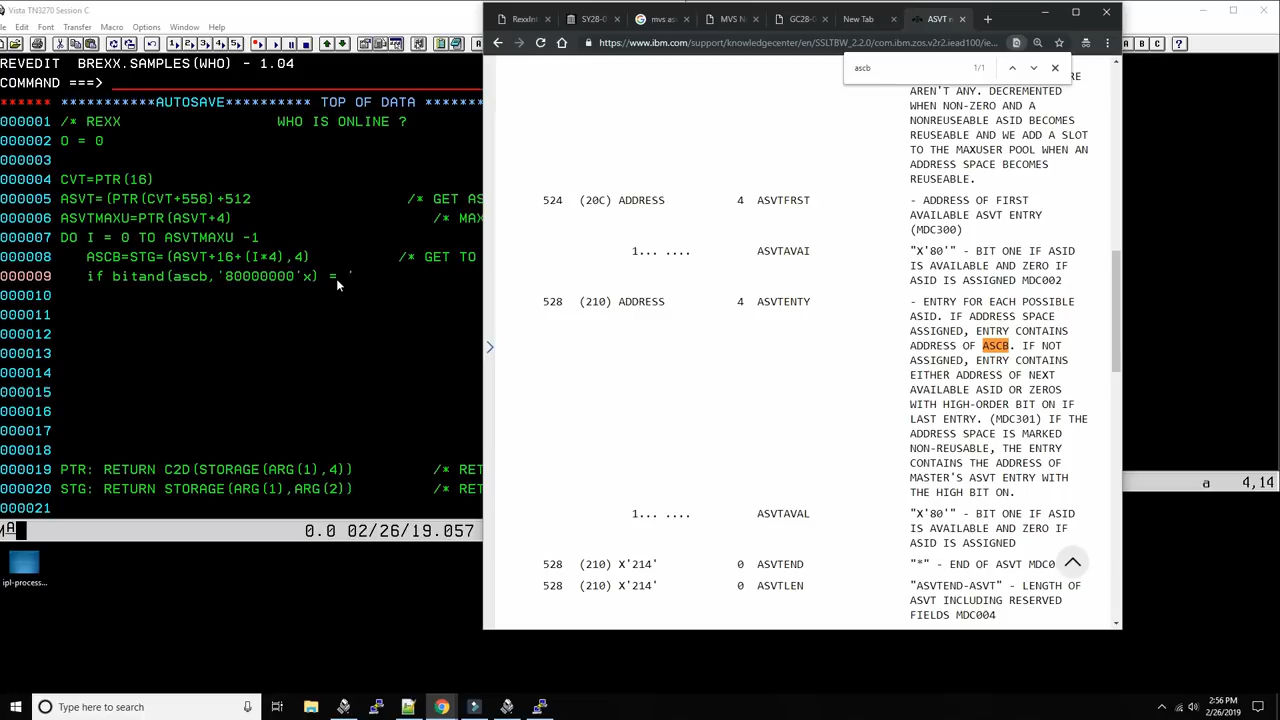 Vista TN3270 Session C
Edit Font Transfer Macro Options Window Help
REVEDIT BREXX.SAMPLES(WHO) - 1.04
COMMAND ===>
****** **********AUTOSAVE********** TOP OF DATA *******
000001 /* REXX WHO IS ONLINE ?
000002 O = 0
000003
000004 CVT=PTR(16)
000005 ASVT=(PTR(CVT+556)+512 /* GET AS
000006 ASVTMAXU=PTR(ASVT+4) /* MAX
000007 DO I = 0 TO ASVTMAXU -1
000008 ASCB=STG=(ASVT+16+(I*4),4) /* GET TO
000009 if bitand(ascb,'80000000'x) = '
000010
000011
000012
000013
000014
000015
000016
000017
000018
000019 PTR: RETURN C2D(STORAGE(ARG(1),4)) /* RET
000020 STG: RETURN STORAGE(ARG(1),ARG(2)) /* RET
000021
MA 0.0 02/26/19.057
a 4,14
ipl-process...
RexxInt
SY28-0
mvs as
MVS N
GC28-0
New Tab
ASVT n
https://www.ibm.com/support/knowledgecenter/en/SSLTBW_2.2.0/com.ibm.zos.v2r2.iead100/ie...
ascb 1/1
RE
AREN'T ANY. DECREMENTED
WHEN NON-ZERO AND A
NONREUSEABLE ASID BECOMES
REUSEABLE AND WE ADD A SLOT
TO THE MAXUSER POOL WHEN AN
ADDRESS SPACE BECOMES
REUSEABLE.
524 (20C) ADDRESS 4 ASVTFRST - ADDRESS OF FIRST
AVAILABLE ASVT ENTRY
(MDC300)
1... .... ASVTAVAI "X'80'" - BIT ONE IF ASID
IS AVAILABLE AND ZERO IF
ASID IS ASSIGNED MDC002
528 (210) ADDRESS 4 ASVTENTY - ENTRY FOR EACH POSSIBLE
ASID. IF ADDRESS SPACE
ASSIGNED, ENTRY CONTAINS
ADDRESS OF ASCB. IF NOT
ASSIGNED, ENTRY CONTAINS
EITHER ADDRESS OF NEXT
AVAILABLE ASID OR ZEROS
WITH HIGH-ORDER BIT ON IF
LAST ENTRY. (MDC301) IF THE
ADDRESS SPACE IS MARKED
NON-REUSABLE, THE ENTRY
CONTAINS THE ADDRESS OF
MASTER'S ASVT ENTRY WITH
THE HIGH BIT ON.
1... .... ASVTAVAL "X'80'" - BIT ONE IF ASID
IS AVAILABLE AND ZERO IF
ASID IS ASSIGNED
528 (210) X'214' 0 ASVTEND "*" - END OF ASVT MDC0
528 (210) X'214' 0 ASVTLEN "ASVTEND-ASVT" - LENGTH OF
ASVT INCLUDING RESERVED
FIELDS MDC004
A B C
Type here to search
2:56 PM
2/26/2019